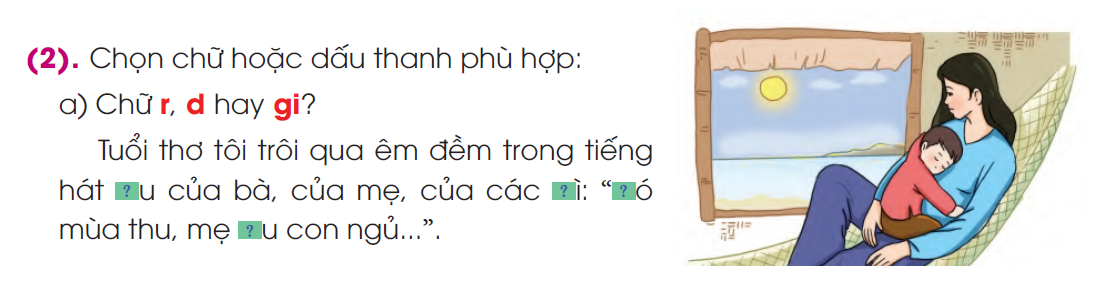 (2). Chọn chữ hoặc dấu thanh phù hợp:
a) Chữ r, d hay gi?
Tuổi thơ tôi trôi qua êm đềm trong tiếng
hát ?u của bà, của mẹ, của các ?ì: “?ó
mùa thu, mẹ ?u con ngủ...”.